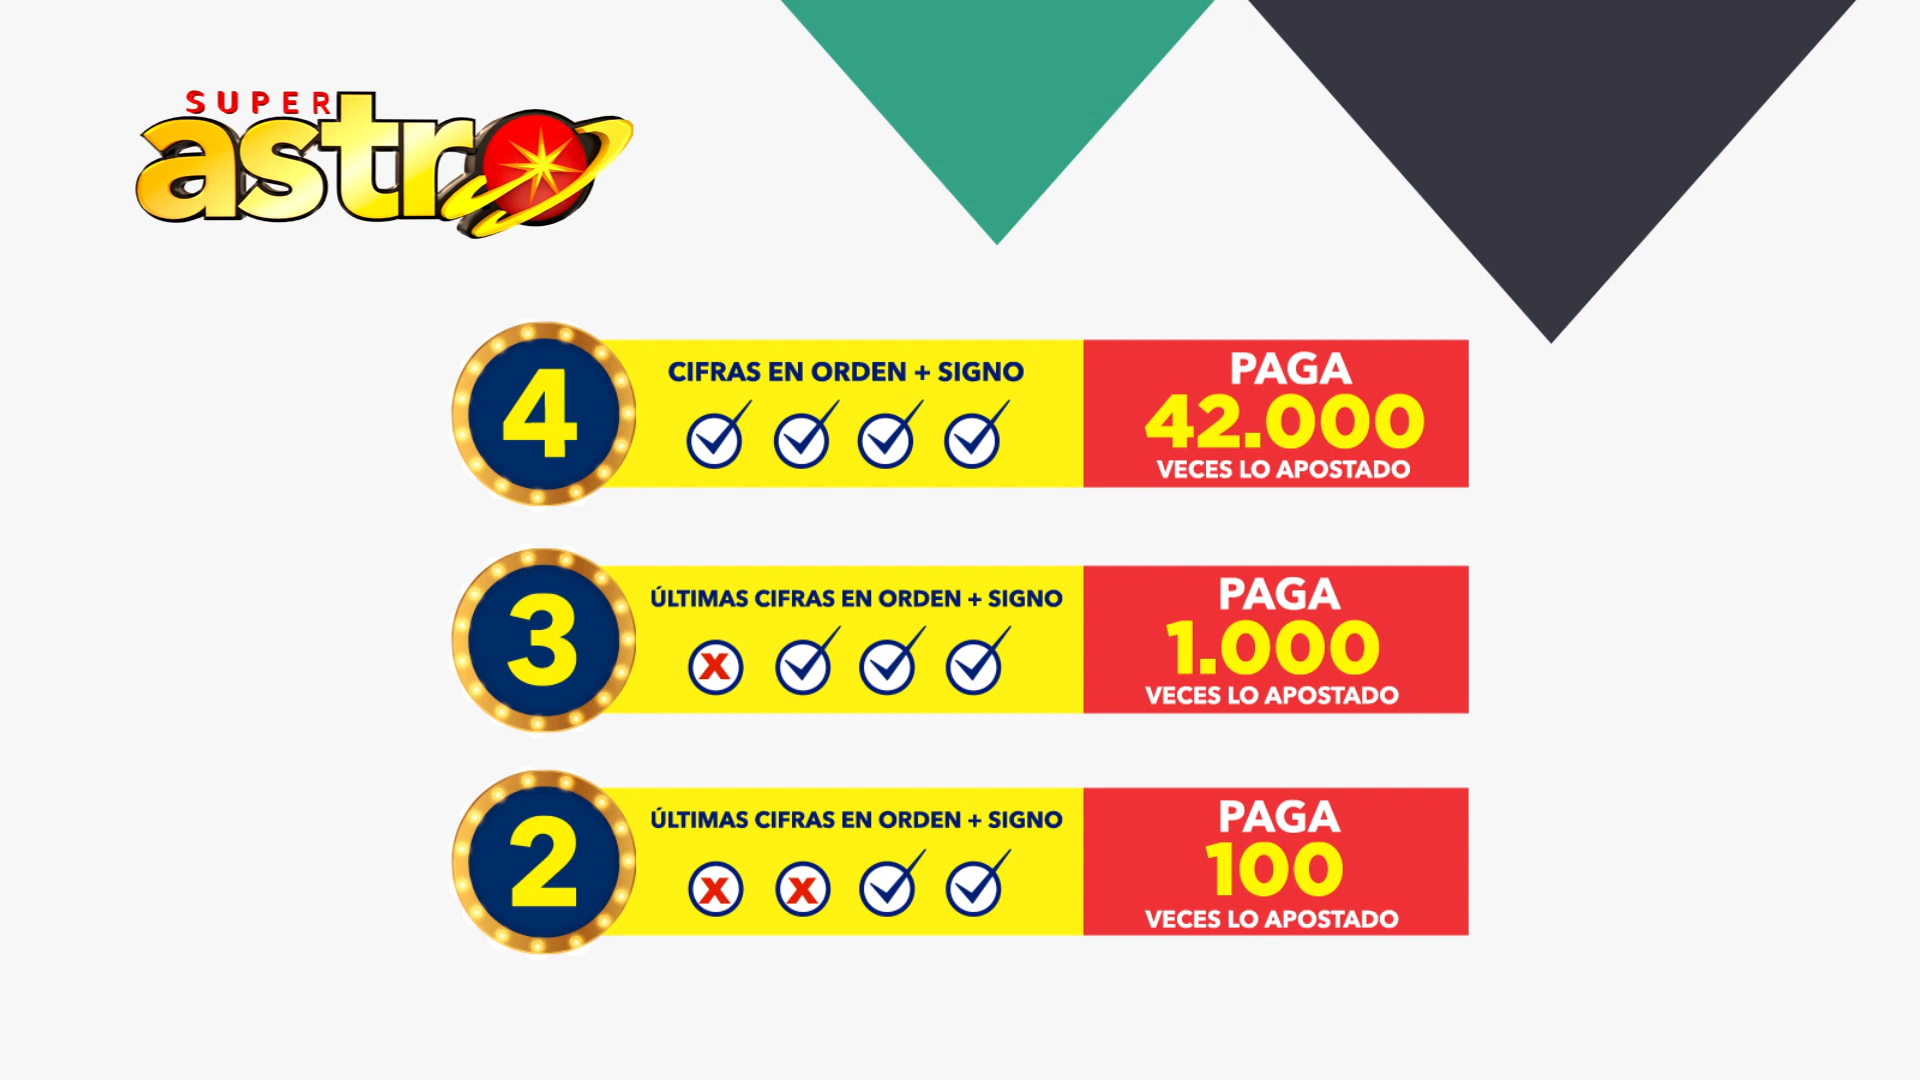 SUPER
astro
4
CIFRAS EN ORDEN + SIGNO
PAGA
42.000
VECES LO APOSTADO
3
ÚLTIMAS CIFRAS EN ORDEN + SIGNO
X
PAGA
1.000
VECES LO APOSTADO
2
ÚLTIMAS CIFRAS EN ORDEN + SIGNO
X X
PAGA
100
VECES LO APOSTADO